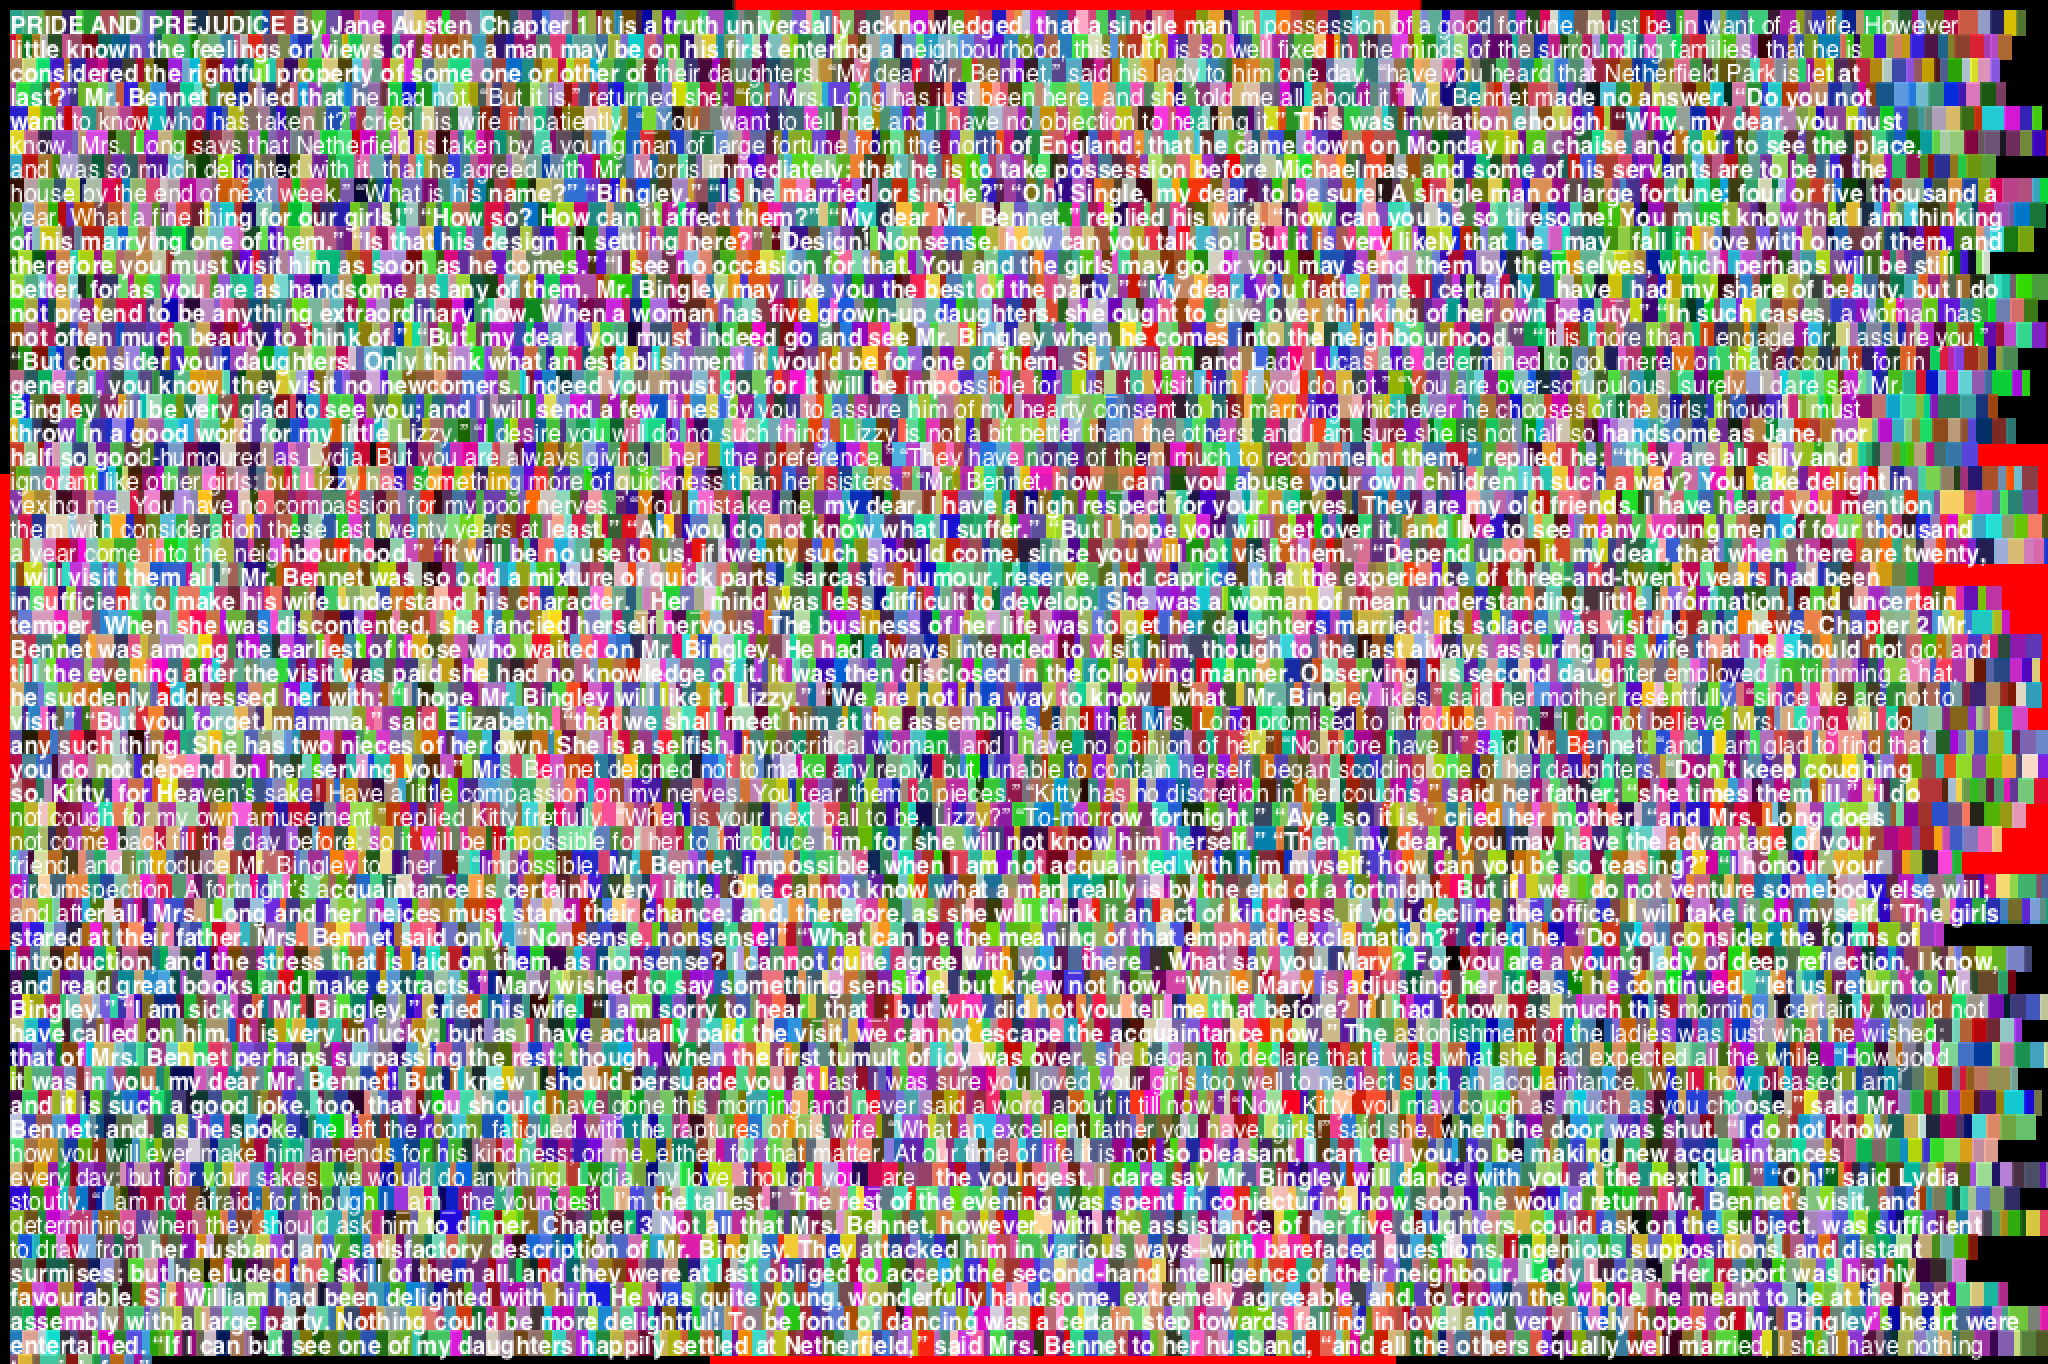 PRIDE AND PREJUDICE By Jane Austen Chapter 1 It is a truth universally acknowledged, that a single man in possession of a good fortune, must be in want of a wife. However
little known the feelings or views of such a man may be on his first entering a neighbourhood, this truth is so well fixed in the minds of the surrounding families, that he is
considered the rightful property of some one or other of their daughters. “My dear Mr. Bennet,” said his lady to him one day, “have you heard that Netherfield Park is let at
last?” Mr. Bennet replied that he had not. “But it is,” returned she; “for Mrs. Long has just been here, and she told me all about it.” Mr. Bennet made no answer. “Do you not
want to know who has taken it?” cried his wife impatiently. “_You_ want to tell me, and I have no objection to hearing it.” This was invitation enough. “Why, my dear, you must
know, Mrs. Long says that Netherfield is taken by a young man of large fortune from the north of England; that he came down on Monday in a chaise and four to see the place,
and was so much delighted with it, that he agreed with Mr. Morris immediately; that he is to take possession before Michaelmas, and some of his servants are to be in the
house by the end of next week.” “What is his name?” “Bingley.” “Is he married or single?” “Oh! Single, my dear, to be sure! A single man of large fortune; four or five thousand a
year. What a fine thing for our girls!” “How so? How can it affect them?” “My dear Mr. Bennet,” replied his wife, “how can you be so tiresome! You must know that I am thinking
of his marrying one of them.” “Is that his design in settling here?” “Design! Nonsense, how can you talk so! But it is very likely that he _may_ fall in love with one of them, and
therefore you must visit him as soon as he comes.” “I see no occasion for that. You and the girls may go, or you may send them by themselves, which perhaps will be still
better, for as you are as handsome as any of them, Mr. Bingley may like you the best of the party.” “My dear, you flatter me. I certainly _have_ had my share of beauty, but I do
not pretend to be anything extraordinary now. When a woman has five grown-up daughters, she ought to give over thinking of her own beauty.” “In such cases, a woman has
not often much beauty to think of.” “But, my dear, you must indeed go and see Mr. Bingley when he comes into the neighbourhood.” “It is more than I engage for, I assure you.”
“But consider your daughters. Only think what an establishment it would be for one of them. Sir William and Lady Lucas are determined to go, merely on that account, for in
general, you know, they visit no newcomers. Indeed you must go, for it will be impossible for _us_ to visit him if you do not.” “You are over-scrupulous, surely. I dare say Mr.
Bingley will be very glad to see you; and I will send a few lines by you to assure him of my hearty consent to his marrying whichever he chooses of the girls; though I must
throw in a good word for my little Lizzy.” “I desire you will do no such thing. Lizzy is not a bit better than the others; and I am sure she is not half so handsome as Jane, nor
half so good-humoured as Lydia. But you are always giving _her_ the preference.” “They have none of them much to recommend them,” replied he; “they are all silly and
ignorant like other girls; but Lizzy has something more of quickness than her sisters.” “Mr. Bennet, how _can_ you abuse your own children in such a way? You take delight in
vexing me. You have no compassion for my poor nerves.” “You mistake me, my dear. I have a high respect for your nerves. They are my old friends. I have heard you mention
them with consideration these last twenty years at least.” “Ah, you do not know what I suffer.” “But I hope you will get over it, and live to see many young men of four thousand
a year come into the neighbourhood.” “It will be no use to us, if twenty such should come, since you will not visit them.” “Depend upon it, my dear, that when there are twenty,
I will visit them all.” Mr. Bennet was so odd a mixture of quick parts, sarcastic humour, reserve, and caprice, that the experience of three-and-twenty years had been
insufficient to make his wife understand his character. _Her_ mind was less difficult to develop. She was a woman of mean understanding, little information, and uncertain
temper. When she was discontented, she fancied herself nervous. The business of her life was to get her daughters married; its solace was visiting and news. Chapter 2 Mr.
Bennet was among the earliest of those who waited on Mr. Bingley. He had always intended to visit him, though to the last always assuring his wife that he should not go; and
till the evening after the visit was paid she had no knowledge of it. It was then disclosed in the following manner. Observing his second daughter employed in trimming a hat,
he suddenly addressed her with: “I hope Mr. Bingley will like it, Lizzy.” “We are not in a way to know _what_ Mr. Bingley likes,” said her mother resentfully, “since we are not to
visit.” “But you forget, mamma,” said Elizabeth, “that we shall meet him at the assemblies, and that Mrs. Long promised to introduce him.” “I do not believe Mrs. Long will do
any such thing. She has two nieces of her own. She is a selfish, hypocritical woman, and I have no opinion of her.” “No more have I,” said Mr. Bennet; “and I am glad to find that
you do not depend on her serving you.” Mrs. Bennet deigned not to make any reply, but, unable to contain herself, began scolding one of her daughters. “Don't keep coughing
so, Kitty, for Heaven's sake! Have a little compassion on my nerves. You tear them to pieces.” “Kitty has no discretion in her coughs,” said her father; “she times them ill.” “I do
not cough for my own amusement,” replied Kitty fretfully. “When is your next ball to be, Lizzy?” “To-morrow fortnight.” “Aye, so it is,” cried her mother, “and Mrs. Long does
not come back till the day before; so it will be impossible for her to introduce him, for she will not know him herself.” “Then, my dear, you may have the advantage of your
friend, and introduce Mr. Bingley to _her_.” “Impossible, Mr. Bennet, impossible, when I am not acquainted with him myself; how can you be so teasing?” “I honour your
circumspection. A fortnight's acquaintance is certainly very little. One cannot know what a man really is by the end of a fortnight. But if _we_ do not venture somebody else will;
and after all, Mrs. Long and her neices must stand their chance; and, therefore, as she will think it an act of kindness, if you decline the office, I will take it on myself.” The girls
stared at their father. Mrs. Bennet said only, “Nonsense, nonsense!” “What can be the meaning of that emphatic exclamation?” cried he. “Do you consider the forms of
introduction, and the stress that is laid on them, as nonsense? I cannot quite agree with you _there_. What say you, Mary? For you are a young lady of deep reflection, I know,
and read great books and make extracts.” Mary wished to say something sensible, but knew not how. “While Mary is adjusting her ideas,” he continued, “let us return to Mr.
Bingley.” “I am sick of Mr. Bingley,” cried his wife. “I am sorry to hear _that_; but why did not you tell me that before? If I had known as much this morning I certainly would not
have called on him. It is very unlucky; but as I have actually paid the visit, we cannot escape the acquaintance now.” The astonishment of the ladies was just what he wished;
that of Mrs. Bennet perhaps surpassing the rest; though, when the first tumult of joy was over, she began to declare that it was what she had expected all the while. “How good
it was in you, my dear Mr. Bennet! But I knew I should persuade you at last. I was sure you loved your girls too well to neglect such an acquaintance. Well, how pleased I am!
and it is such a good joke, too, that you should have gone this morning and never said a word about it till now.” “Now, Kitty, you may cough as much as you choose,” said Mr.
Bennet; and, as he spoke, he left the room, fatigued with the raptures of his wife. “What an excellent father you have, girls!” said she, when the door was shut. “I do not know
how you will ever make him amends for his kindness; or me, either, for that matter. At our time of life it is not so pleasant, I can tell you, to be making new acquaintances
every day; but for your sakes, we would do anything. Lydia, my love, though you _are_ the youngest, I dare say Mr. Bingley will dance with you at the next ball.” “Oh!” said Lydia
stoutly, “I am not afraid; for though I _am_ the youngest, I'm the tallest.” The rest of the evening was spent in conjecturing how soon he would return Mr. Bennet's visit, and
determining when they should ask him to dinner. Chapter 3 Not all that Mrs. Bennet, however, with the assistance of her five daughters, could ask on the subject, was sufficient
to draw from her husband any satisfactory description of Mr. Bingley. They attacked him in various ways--with barefaced questions, ingenious suppositions, and distant
surmises; but he eluded the skill of them all, and they were at last obliged to accept the second-hand intelligence of their neighbour, Lady Lucas. Her report was highly
favourable. Sir William had been delighted with him. He was quite young, wonderfully handsome, extremely agreeable, and, to crown the whole, he meant to be at the next
assembly with a large party. Nothing could be more delightful! To be fond of dancing was a certain step towards falling in love; and very lively hopes of Mr. Bingley's heart were
entertained. “If I can but see one of my daughters happily settled at Netherfield,” said Mrs. Bennet to her husband, “and all the others equally well married, I shall have nothing